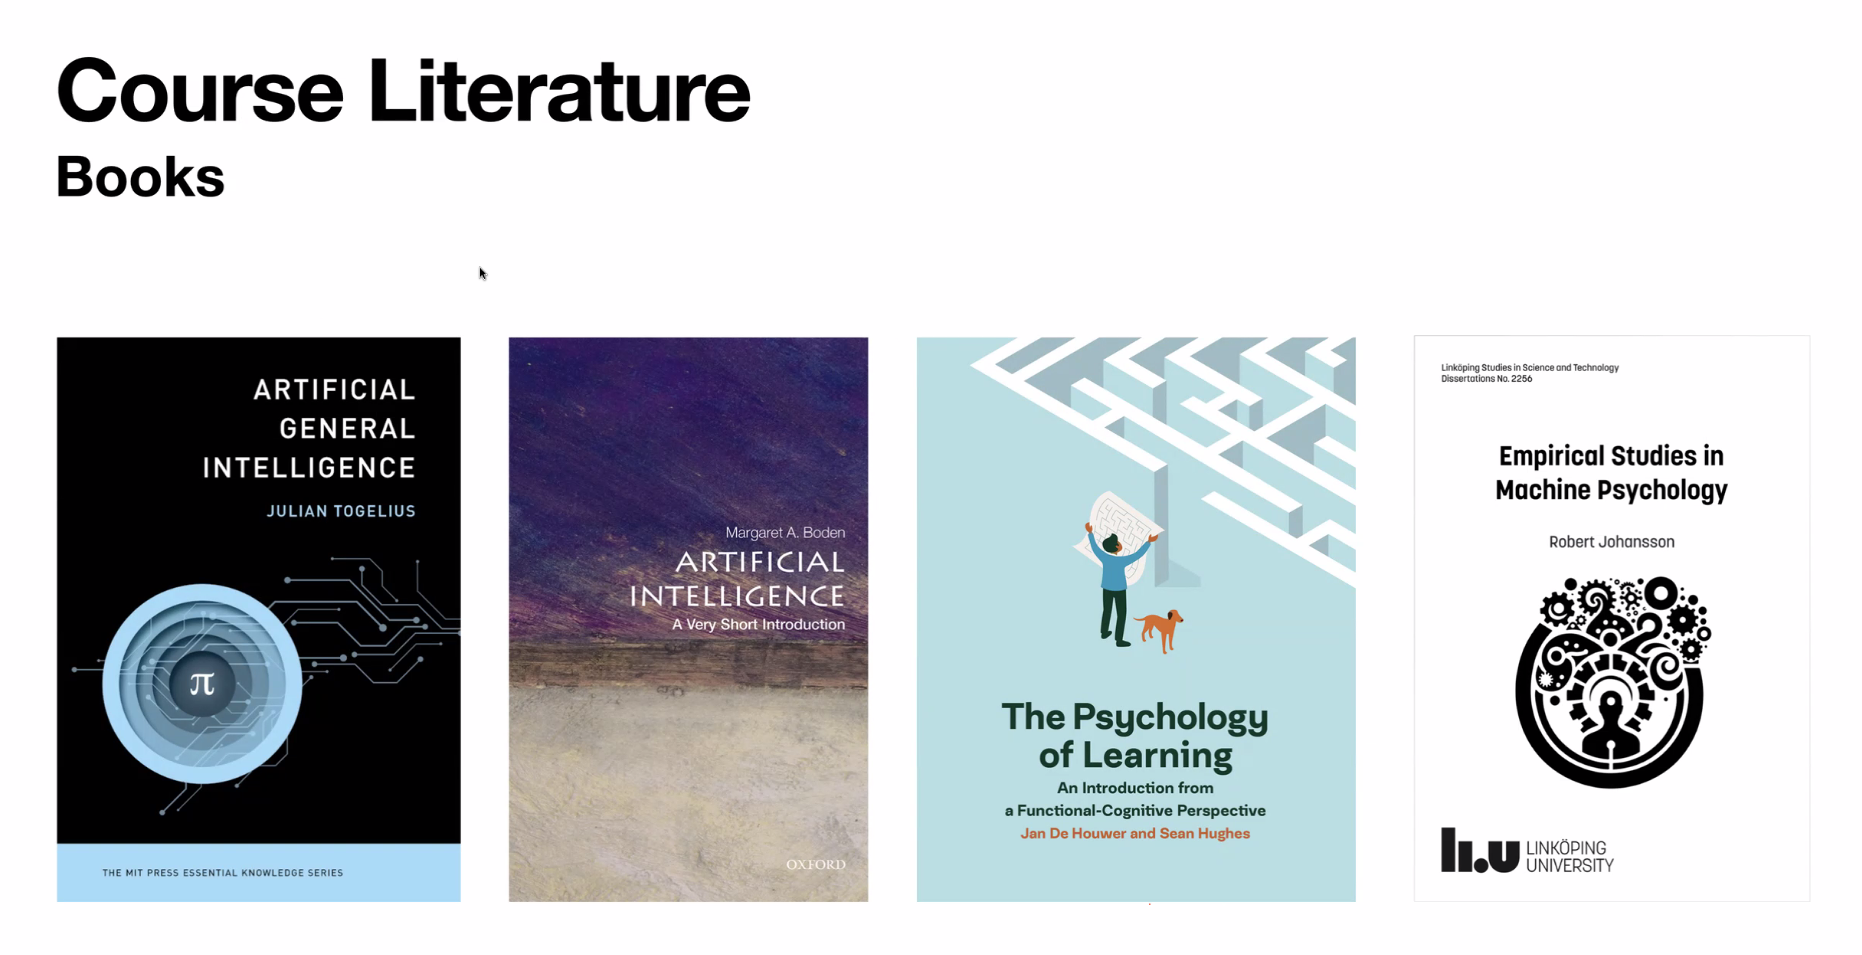 Course Literature
Books
ARTIFICIAL
GENERAL
INTELLIGENCE
JULIAN TOGELIUS
π
THE MIT PRESS ESSENTIAL KNOWLEDGE SERIES
Margaret A. Boden
ARTIFICIAL
INTELLIGENCE
A Very Short Introduction
OXFORD
The Psychology
of Learning
An Introduction from
a Functional-Cognitive Perspective
Jan De Houwer and Sean Hughes
Linköping Studies in Science and Technology
Dissertations No. 2256
Empirical Studies in
Machine Psychology
Robert Johansson
li.u LINKÖPING
UNIVERSITY